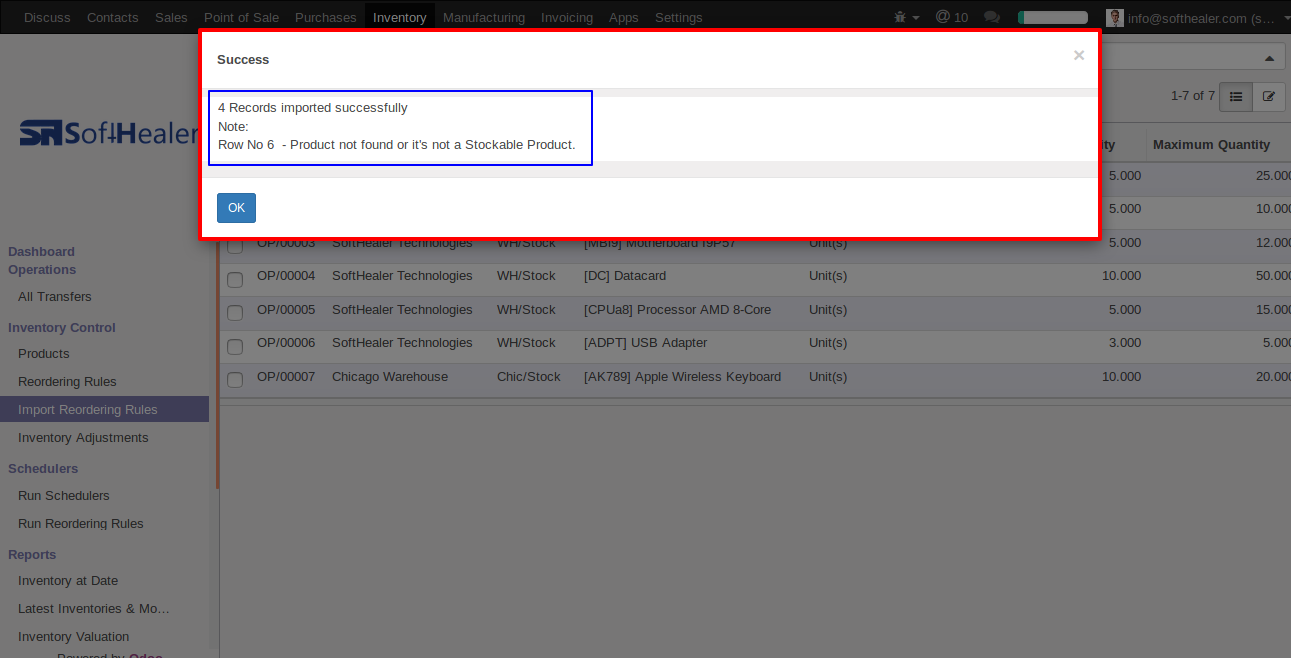 Discuss Contacts Sales Point of Sale Purchases Inventory Manufacturing Invoicing Apps Settings @ 10 info@softhealer.com (s...
Success ×
4 Records imported successfully
Note:
Row No 6 - Product not found or it's not a Stockable Product.
OK
1-7 of 7
SoftHealer
Dashboard
Operations
All Transfers
Inventory Control
Products
Reordering Rules
Import Reordering Rules
Inventory Adjustments
Schedulers
Run Schedulers
Run Reordering Rules
Reports
Inventory at Date
Latest Inventories & Mo...
Inventory Valuation
Powered by Odoo
ity Maximum Quantity
5.000 25.000
5.000 10.000
OP/00003 SoftHealer Technologies WH/Stock [MBI9] Motherboard I9P57 Unit(s) 5.000 12.000
OP/00004 SoftHealer Technologies WH/Stock [DC] Datacard Unit(s) 10.000 50.000
OP/00005 SoftHealer Technologies WH/Stock [CPUa8] Processor AMD 8-Core Unit(s) 5.000 15.000
OP/00006 SoftHealer Technologies WH/Stock [ADPT] USB Adapter Unit(s) 3.000 5.000
OP/00007 Chicago Warehouse Chic/Stock [AK789] Apple Wireless Keyboard Unit(s) 10.000 20.000